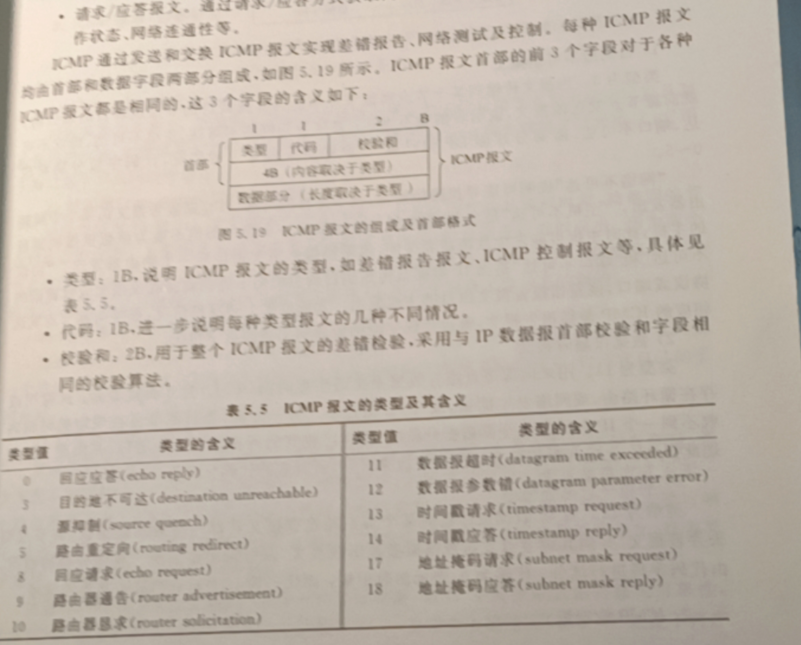 • 请求/应答报文。通过请求/应答
作状态、网络连通性等。
ICMP 通过发送和交换 ICMP 报文实现差错报告、网络测试及控制。每种 ICMP 报文
均由首部和数据字段两部分组成,如图 5.19 所示。ICMP 报文首部的前 3 个字段对于各种
ICMP 报文都是相同的,这 3 个字段的含义如下:
1 1 2 B
类型 代码 校验和
首部 4B(内容取决于类型) ICMP报文
数据部分(长度取决于类型)
图 5.19 ICMP 报文的组成及首部格式
• 类型:1B,说明 ICMP 报文的类型,如差错报告报文、ICMP 控制报文等,具体见
表 5.5。
• 代码:1B,进一步说明每种类型报文的几种不同情况。
• 校验和:2B,用于整个 ICMP 报文的差错检验,采用与 IP 数据报首部校验和字段相
同的校验算法。
表 5.5 ICMP 报文的类型及其含义
类型值 类型的含义 类型值 类型的含义
0 回应应答(echo reply) 11 数据报超时(datagram time exceeded)
3 目的地不可达(destination unreachable) 12 数据报参数错(datagram parameter error)
4 源抑制(source quench) 13 时间戳请求(timestamp request)
5 路由重定向(routing redirect) 14 时间戳应答(timestamp reply)
8 回应请求(echo request) 17 地址掩码请求(subnet mask request)
9 路由器通告(router advertisement) 18 地址掩码应答(subnet mask reply)
10 路由器恳求(router solicitation)